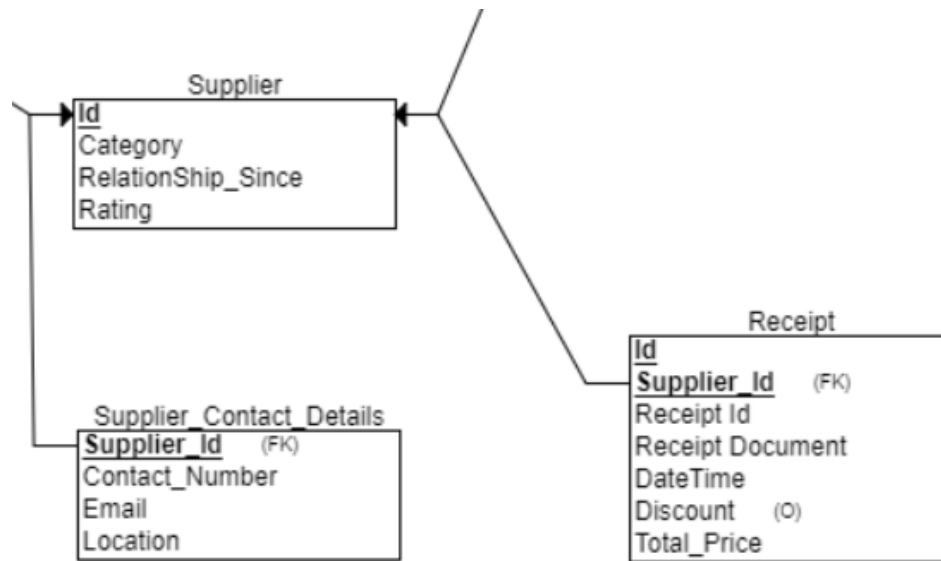 Supplier
Id
Category
RelationShip_Since
Rating
Supplier_Contact_Details
Supplier_Id (FK)
Contact_Number
Email
Location
Receipt
Id
Supplier_Id (FK)
Receipt Id
Receipt Document
DateTime
Discount (O)
Total_Price